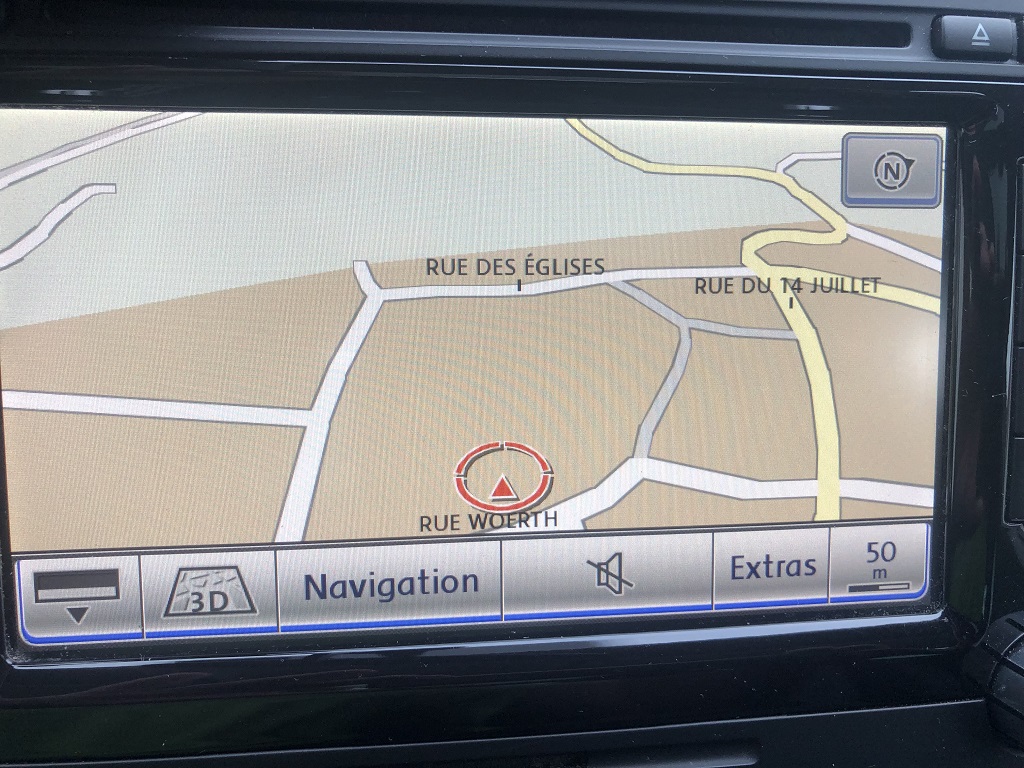 N
RUE DES ÉGLISES
RUE DU 14 JUILLET
RUE WOERTH
3D
Navigation
Extras
50
m